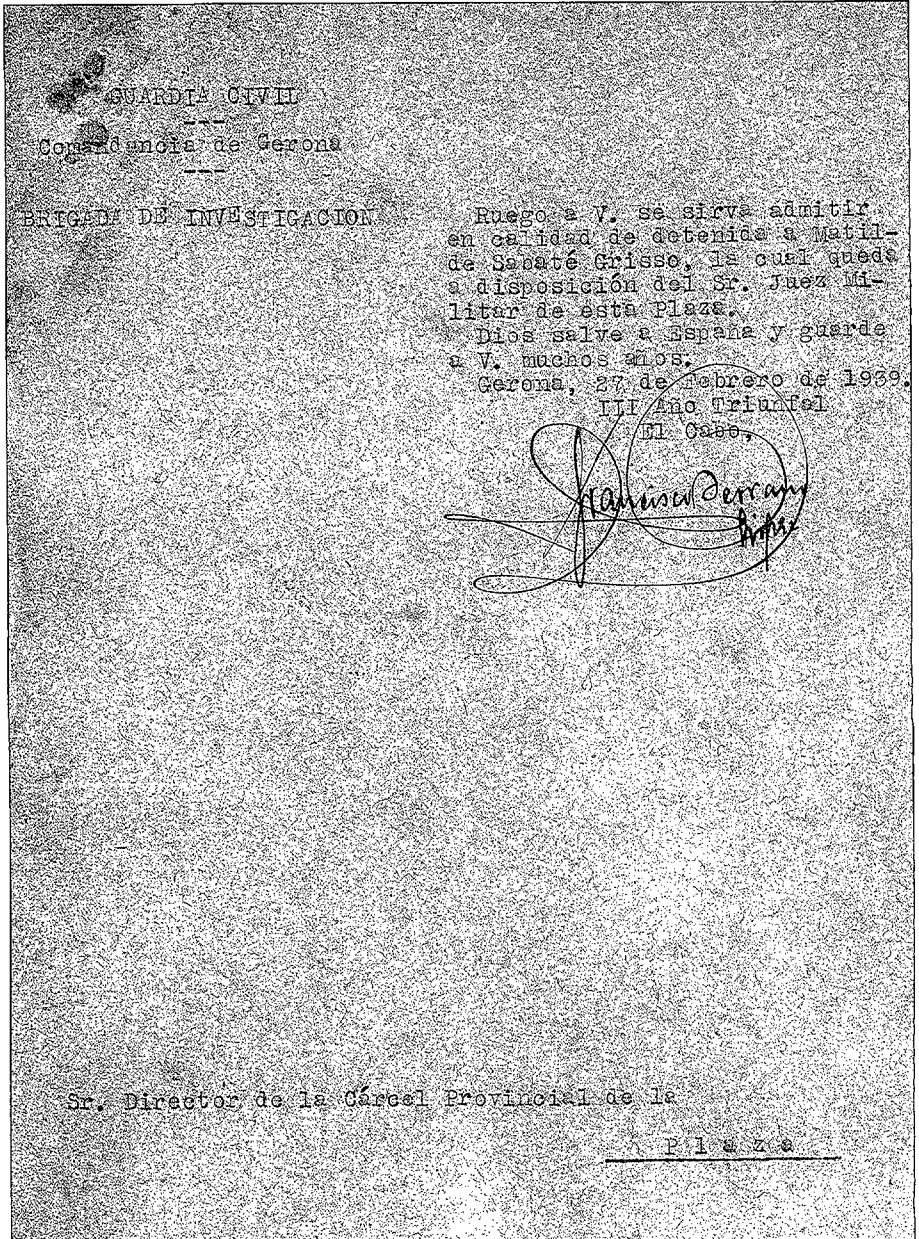 GUARDIA CIVIL
---
Comandancia de Gerona
---
BRIGADA DE INVESTIGACION
Ruego a V. se sirva admitir
en calidad de detenida a Matil-
de Sabaté Grisso, la cual queda
a disposición del Sr. Juez Mi-
litar de esta Plaza.
Dios salve a España y guarde
a V. muchos años.
Gerona, 27 de Febrero de 1939.
III Año Triunfal
El Cabo,
Francisco Serrano
Sr. Director de la Cárcel Provincial de la
P l a z a